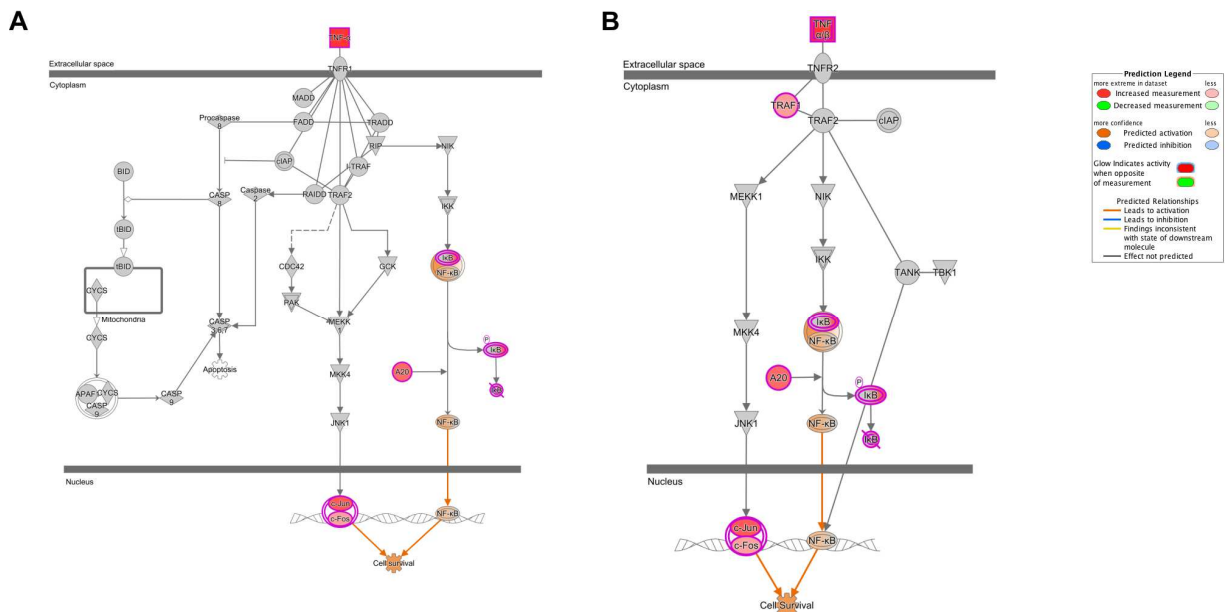 A
TNF-α
Extracellular space
TNFR1
Cytoplasm
MADD
Procaspase
8
FADD
TRADD
RIP
NIK
cIAP
I-TRAF
BID
CASP
8
Caspase
2
RAIDD
TRAF2
IKK
tBID
IκB
NF-κB
tBID
CDC42
GCK
CYCS
PAK
Mitochondria
CASP
3,6,7
MEKK
1
CYCS
P
IκB
Apoptosis
MKK4
A20
IκB
APAF1
CYCS
CASP
9
CASP
9
JNK1
NF-κB
Nucleus
c-Jun
c-Fos
NF-κB
Cell survival
B
TNF
α/β
Extracellular space
TNFR2
Cytoplasm
TRAF1
TRAF2
cIAP
MEKK1
NIK
IKK
TANK
TBK1
IκB
NF-κB
MKK4
A20
P
IκB
JNK1
NF-κB
IκB
Nucleus
c-Jun
c-Fos
NF-κB
Cell Survival
Prediction Legend
more extreme in dataset
less
Increased measurement
Decreased measurement
more confidence
less
Predicted activation
Predicted inhibition
Glow Indicates activity
when opposite
of measurement
Predicted Relationships
Leads to activation
Leads to inhibition
Findings inconsistent
with state of downstream
molecule
Effect not predicted